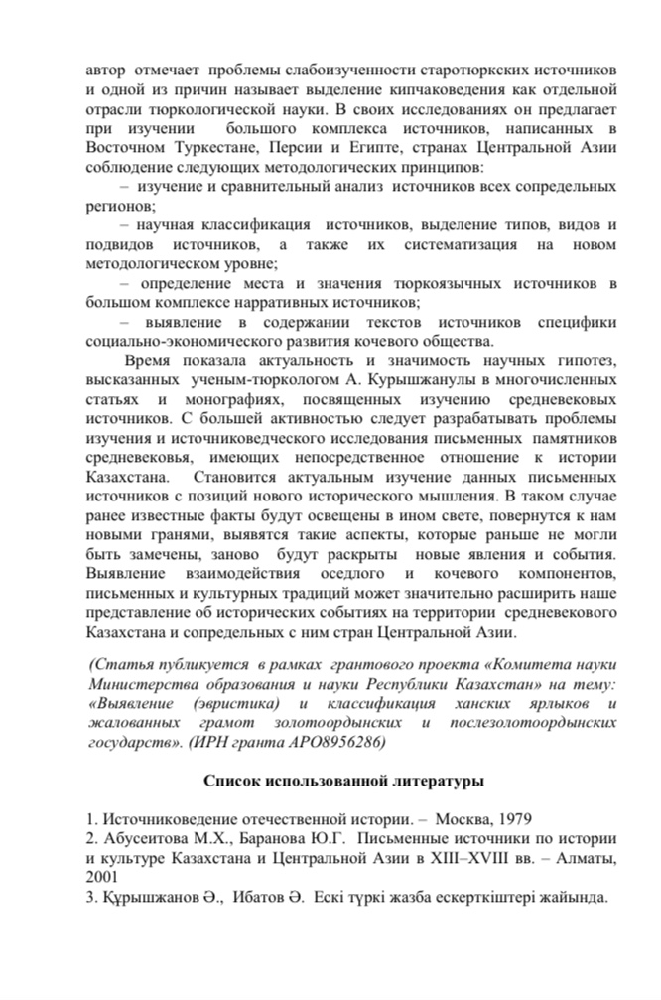 автор отмечает проблемы слабоизученности старотюркских источников
и одной из причин называет выделение кипчаковедения как отдельной
отрасли тюркологической науки. В своих исследованиях он предлагает
при изучении большого комплекса источников, написанных в
Восточном Туркестане, Персии и Египте, странах Центральной Азии
соблюдение следующих методологических принципов:
– изучение и сравнительный анализ источников всех сопредельных
регионов;
– научная классификация источников, выделение типов, видов и
подвидов источников, а также их систематизация на новом
методологическом уровне;
– определение места и значения тюркоязычных источников в
большом комплексе нарративных источников;
– выявление в содержании текстов источников специфики
социально-экономического развития кочевого общества.
Время показала актуальность и значимость научных гипотез,
высказанных ученым-тюркологом А. Курышжанулы в многочисленных
статьях и монографиях, посвященных изучению средневековых
источников. С большей активностью следует разрабатывать проблемы
изучения и источниковедческого исследования письменных памятников
средневековья, имеющих непосредственное отношение к истории
Казахстана. Становится актуальным изучение данных письменных
источников с позиций нового исторического мышления. В таком случае
ранее известные факты будут освещены в ином свете, повернутся к нам
новыми гранями, выявятся такие аспекты, которые раньше не могли
быть замечены, заново будут раскрыты новые явления и события.
Выявление взаимодействия оседлого и кочевого компонентов,
письменных и культурных традиций может значительно расширить наше
представление об исторических событиях на территории средневекового
Казахстана и сопредельных с ним стран Центральной Азии.
(Статья публикуется в рамках грантового проекта «Комитета науки
Министерства образования и науки Республики Казахстан» на тему:
«Выявление (эвристика) и классификация ханских ярлыков и
жалованных грамот золотоордынских и послезолотоордынских
государств». (ИРН гранта АРО8956286)
Список использованной литературы
1. Источниковедение отечественной истории. – Москва, 1979
2. Абусеитова М.Х., Баранова Ю.Г. Письменные источники по истории
и культуре Казахстана и Центральной Азии в XIII–XVIII вв. – Алматы,
2001
3. Құрышжанов Ә., Ибатов Ә. Ескі түркі жазба ескерткіштері жайында.